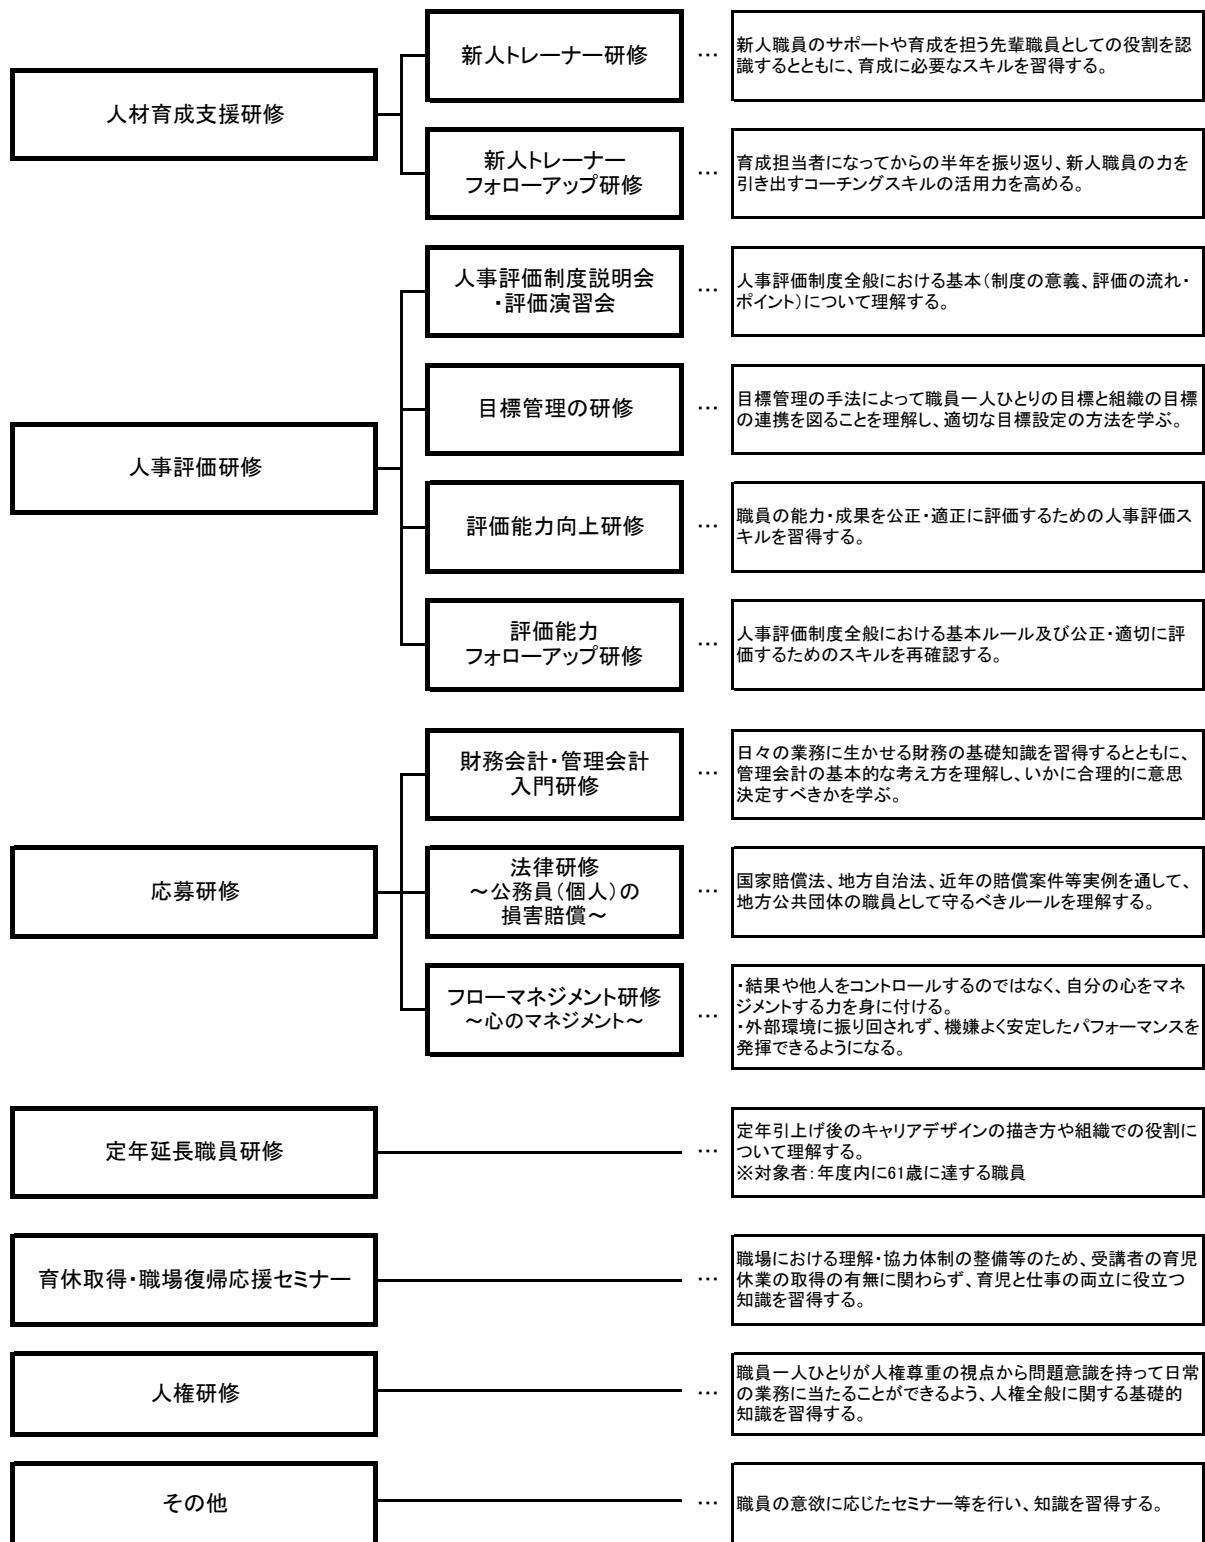 人材育成支援研修
新人トレーナー研修
…
新人職員のサポートや育成を担う先輩職員としての役割を認
識するとともに、育成に必要なスキルを習得する。
新人トレーナー
フォローアップ研修
…
育成担当者になってからの半年を振り返り、新人職員の力を
引き出すコーチングスキルの活用力を高める。
人事評価研修
人事評価制度説明会
・評価演習会
…
人事評価制度全般における基本（制度の意義、評価の流れ・
ポイント）について理解する。
目標管理の研修
…
目標管理の手法によって職員一人ひとりの目標と組織の目標
の連携を図ることを理解し、適切な目標設定の方法を学ぶ。
評価能力向上研修
…
職員の能力・成果を公正・適正に評価するための人事評価ス
キルを習得する。
評価能力
フォローアップ研修
…
人事評価制度全般における基本ルール及び公正・適切に評
価するためのスキルを再確認する。
応募研修
財務会計・管理会計
入門研修
…
日々の業務に生かせる財務の基礎知識を習得するとともに、
管理会計の基本的な考え方を理解し、いかに合理的に意思
決定すべきかを学ぶ。
法律研修
～公務員（個人）の
損害賠償～
…
国家賠償法、地方自治法、近年の賠償案件等実例を通して、
地方公共団体の職員として守るべきルールを理解する。
フローマネジメント研修
～心のマネジメント～
…
・結果や他人をコントロールするのではなく、自分の心をマネ
ジメントする力を身に付ける。
・外部環境に振り回されず、機嫌よく安定したパフォーマンスを
発揮できるようになる。
定年延長職員研修
…
定年引上げ後のキャリアデザインの描き方や組織での役割に
ついて理解する。
※対象者：年度内に61歳に達する職員
育休取得・職場復帰応援セミナー
…
職場における理解・協力体制の整備等のため、受講者の育児
休業の取得の有無に関わらず、育児と仕事の両立に役立つ
知識を習得する。
人権研修
…
職員一人ひとりが人権尊重の視点から問題意識を持って日常
の業務に当たることができるよう、人権全般に関する基礎的
知識を習得する。
その他
…
職員の意欲に応じたセミナー等を行い、知識を習得する。